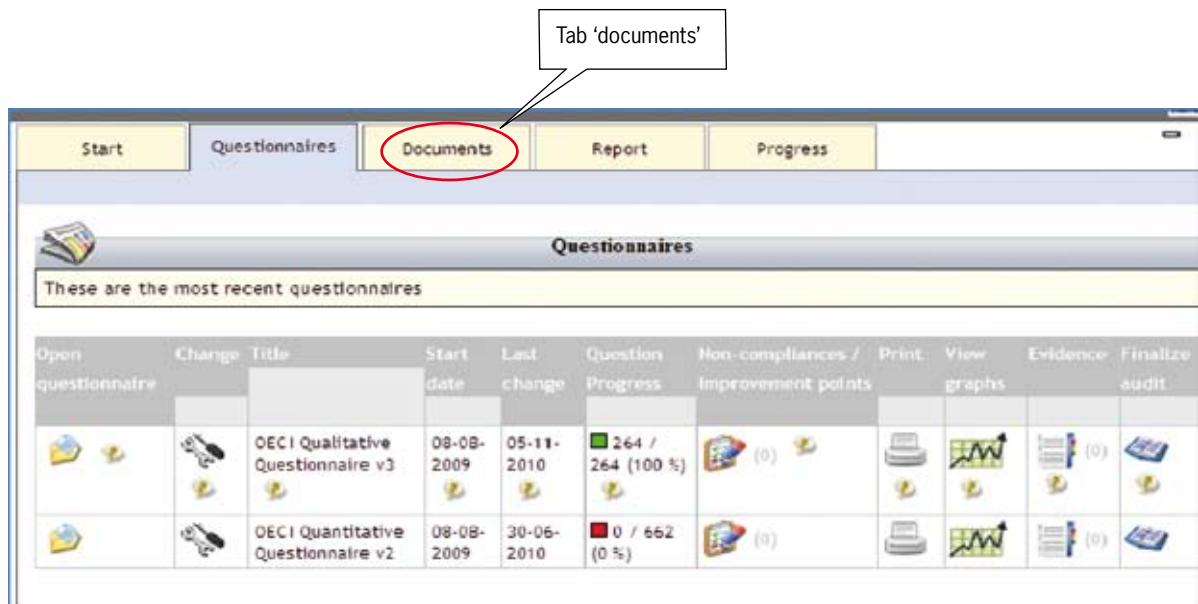 Tab ‘documents’
Start Questionnaires Documents Report Progress
Questionnaires
These are the most recent questionnaires
Open questionnaire Change Title Start date Last change Question Progress Non-compliances / Improvement points Print View graphs Evidence Finalize audit
OECI Qualitative Questionnaire v3 08-08-2009 05-11-2010 264 / 264 (100 %) (0) (0)
OECI Quantitative Questionnaire v2 08-08-2009 30-06-2010 0 / 662 (0 %) (0) (0)